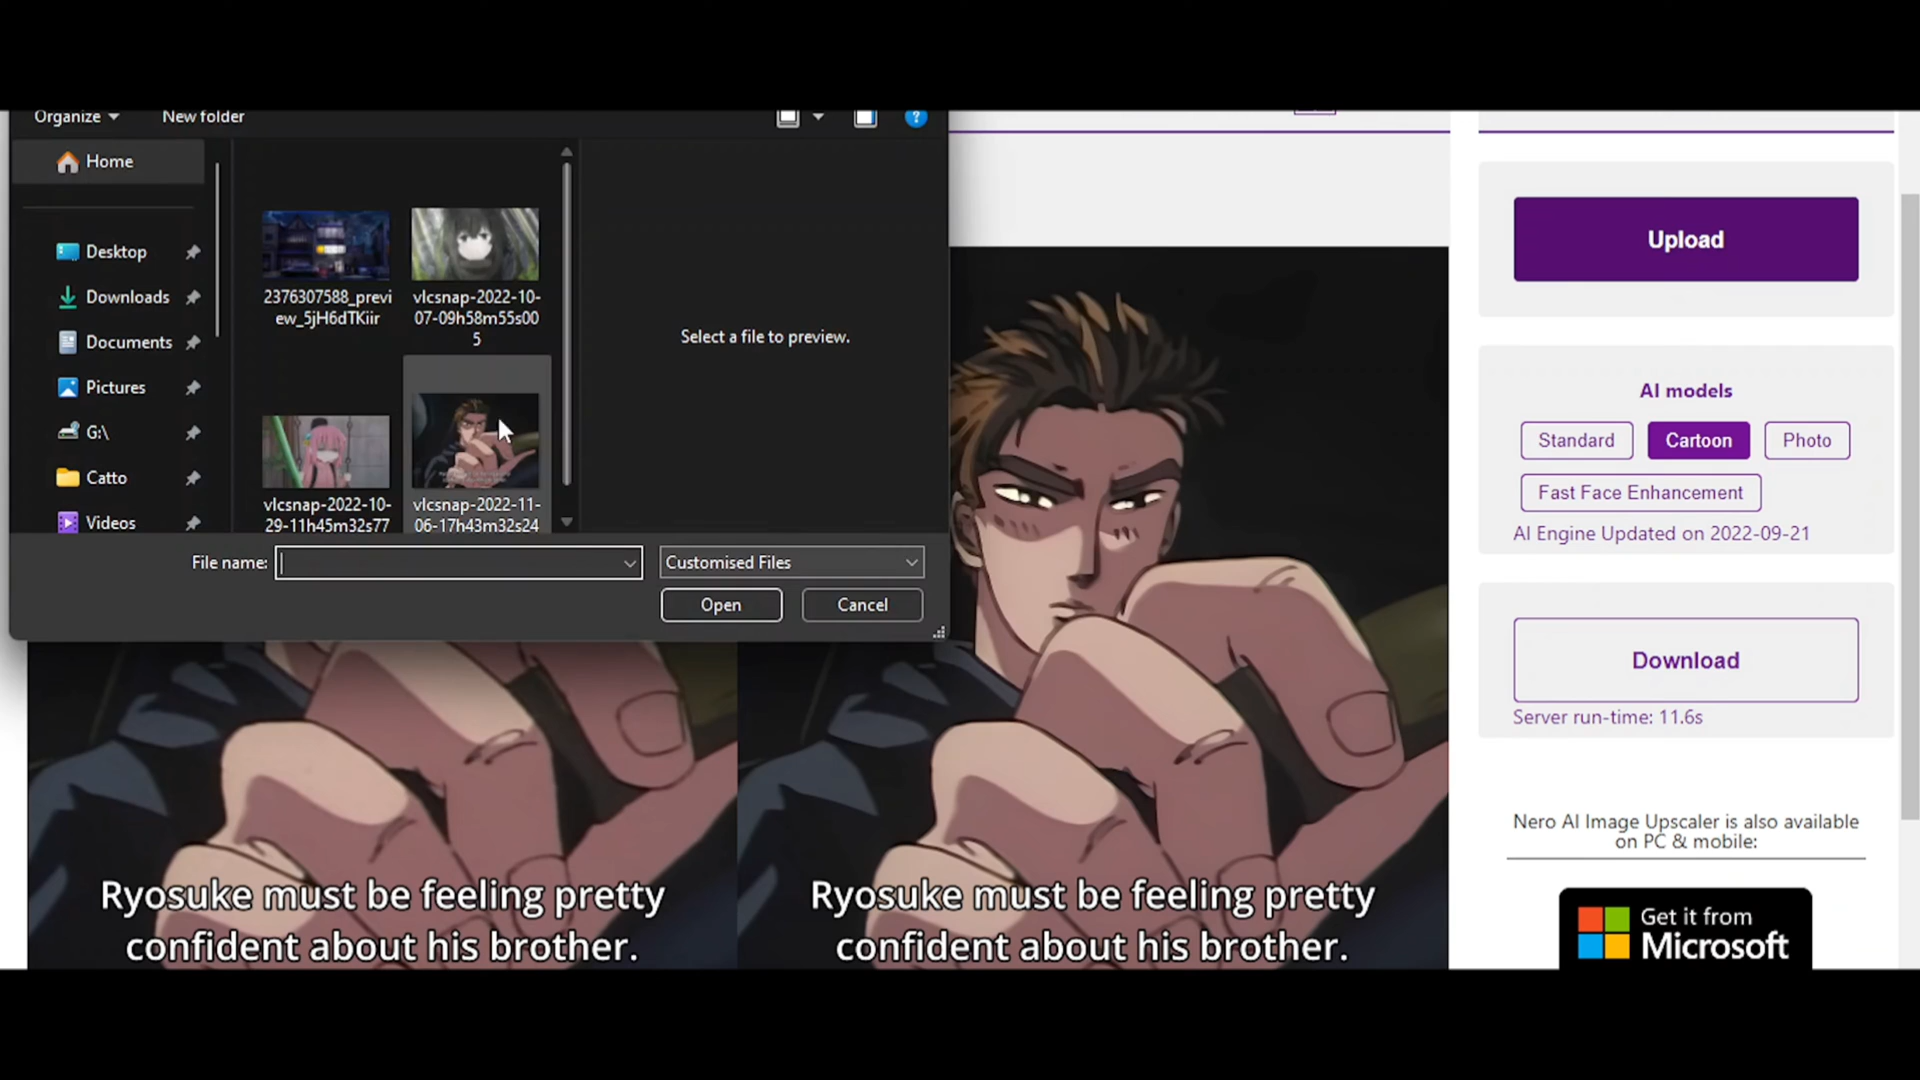 Organize
New folder
Home
Desktop
Downloads
Documents
Pictures
G:\
Catto
Videos
2376307588_previ
ew_5jH6dTKiir
vlcsnap-2022-10-
07-09h58m55s00
5
vlcsnap-2022-10-
29-11h45m32s77
vlcsnap-2022-11-
06-17h43m32s24
Select a file to preview.
File name:
Customised Files
Open
Cancel
Ryosuke must be feeling pretty
confident about his brother.
Ryosuke must be feeling pretty
confident about his brother.
Upload
AI models
Standard
Cartoon
Photo
Fast Face Enhancement
AI Engine Updated on 2022-09-21
Download
Server run-time: 11.6s
Nero AI Image Upscaler is also available
on PC & mobile:
Get it from
Microsoft